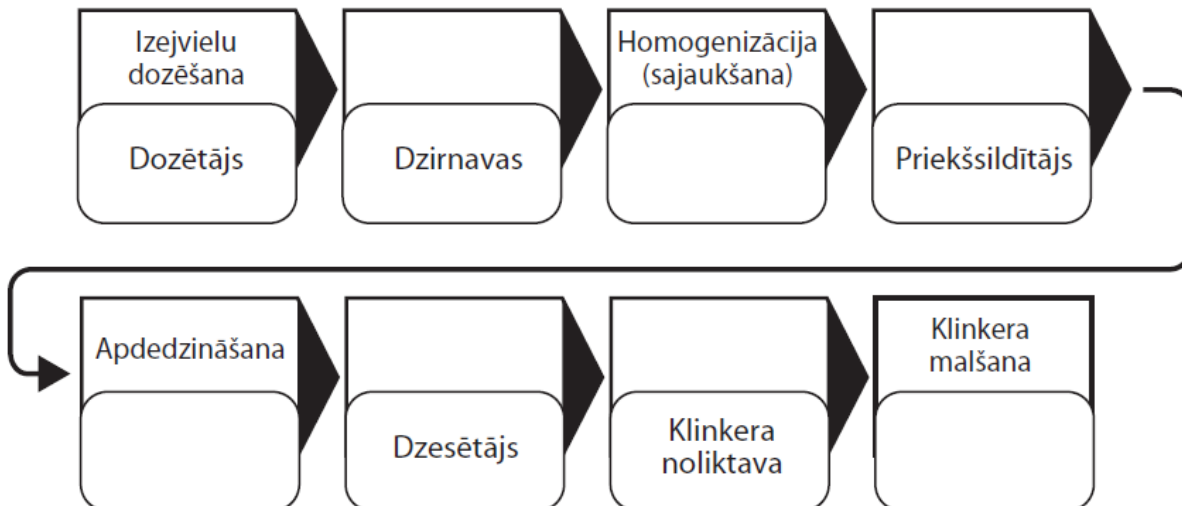 Izejvielu
dozēšana
Dozētājs
Dzirnavas
Homogenizācija
(sajaukšana)
Priekšsildītājs
Apdedzināšana
Dzesētājs
Klinkera
noliktava
Klinkera
malšana